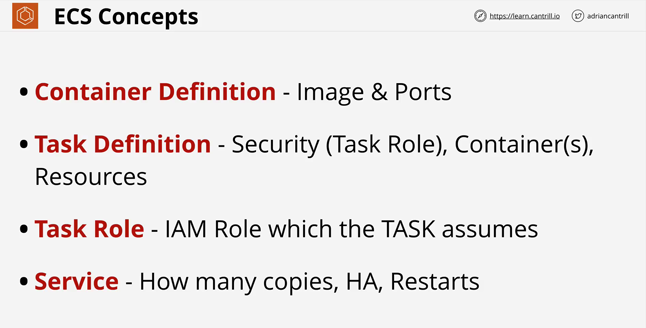 ECS Concepts
https://learn.cantrill.io
adriancantrill
• Container Definition - Image & Ports
• Task Definition - Security (Task Role), Container(s),
Resources
• Task Role - IAM Role which the TASK assumes
• Service - How many copies, HA, Restarts